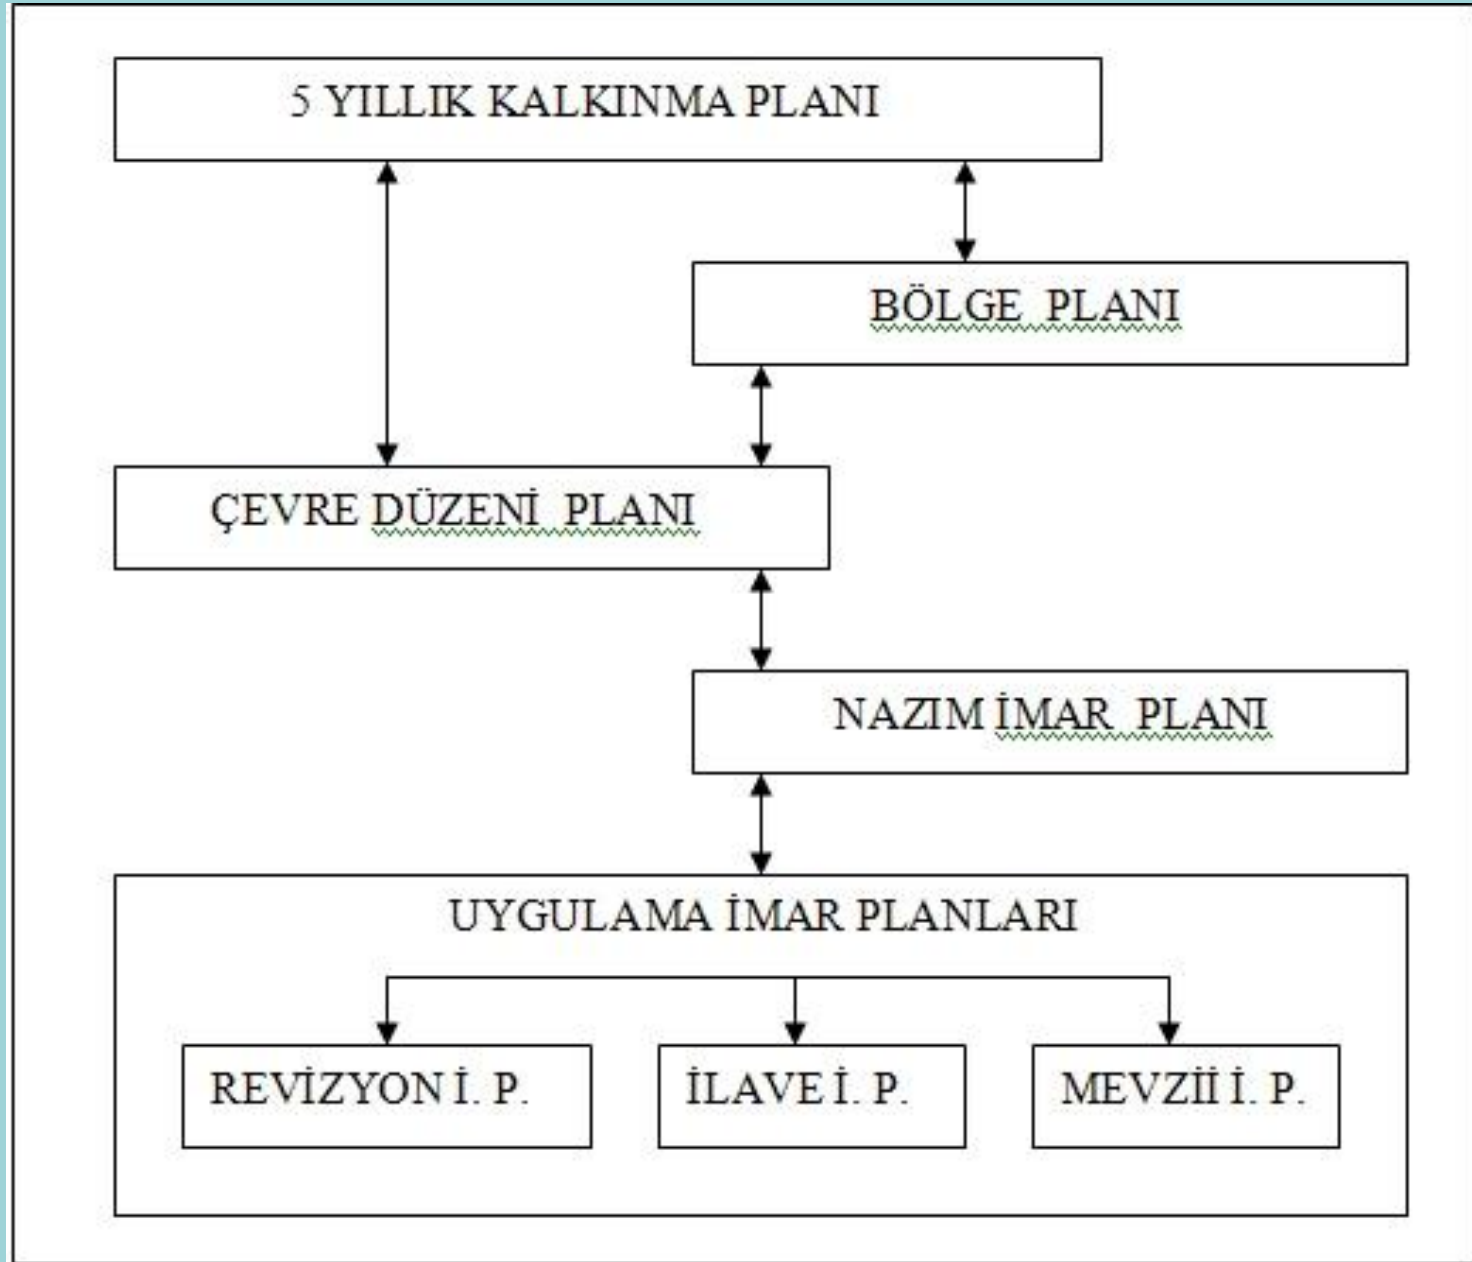 5 YILLIK KALKINMA PLANI
BÖLGE PLANI
ÇEVRE DÜZENİ PLANI
NAZIM İMAR PLANI
UYGULAMA İMAR PLANLARI
REVİZYON İ. P.
İLAVE İ. P.
MEVZİİ İ. P.